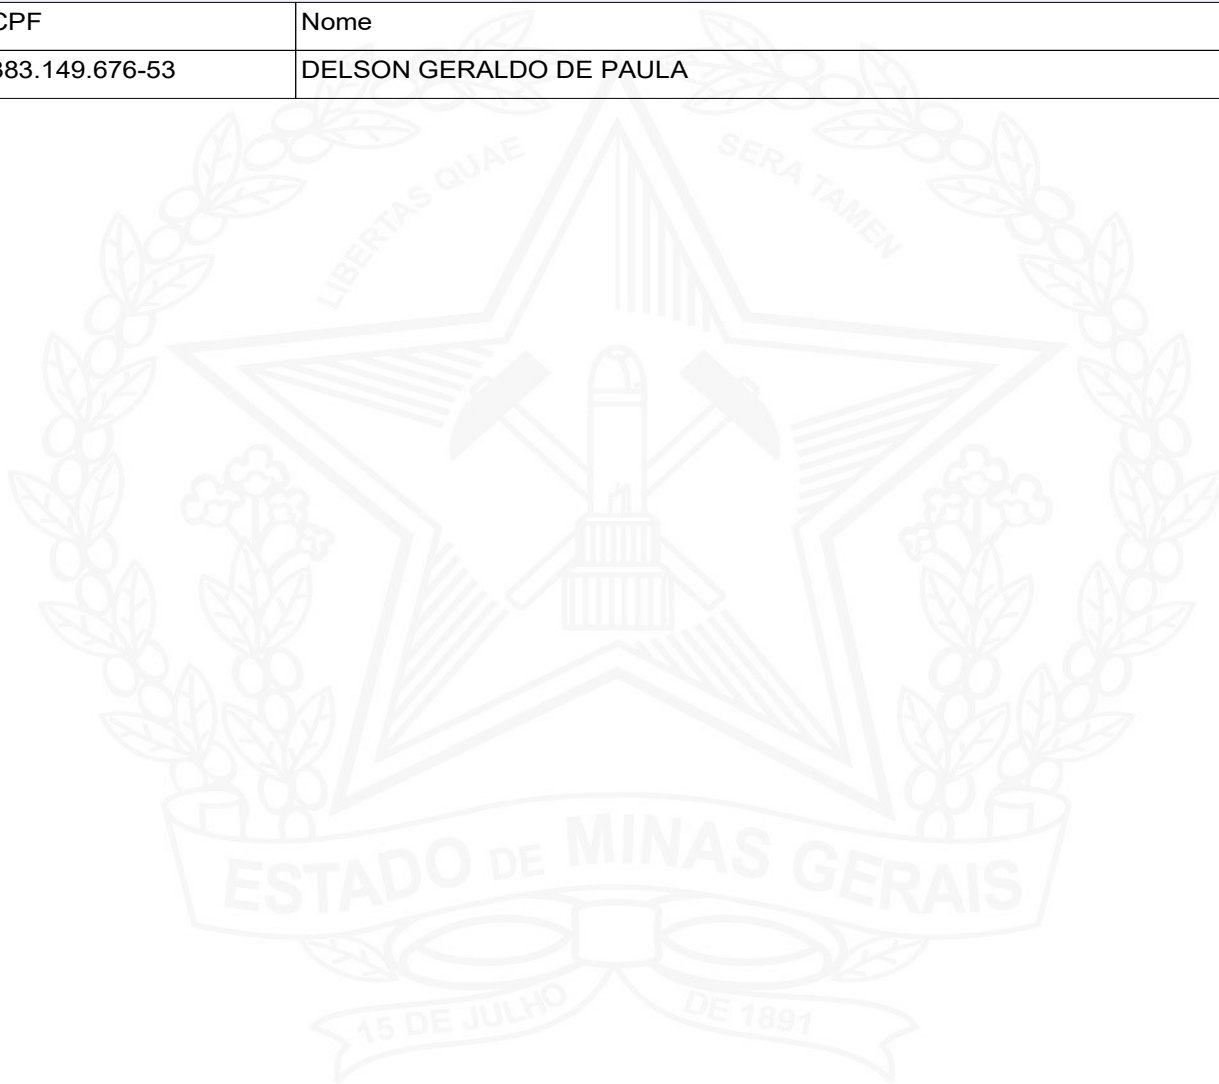 CPF Nome
383.149.676-53 DELSON GERALDO DE PAULA
LIBERTAS QUAE SERA TAMEN
ESTADO DE MINAS GERAIS
15 DE JULHO DE 1891